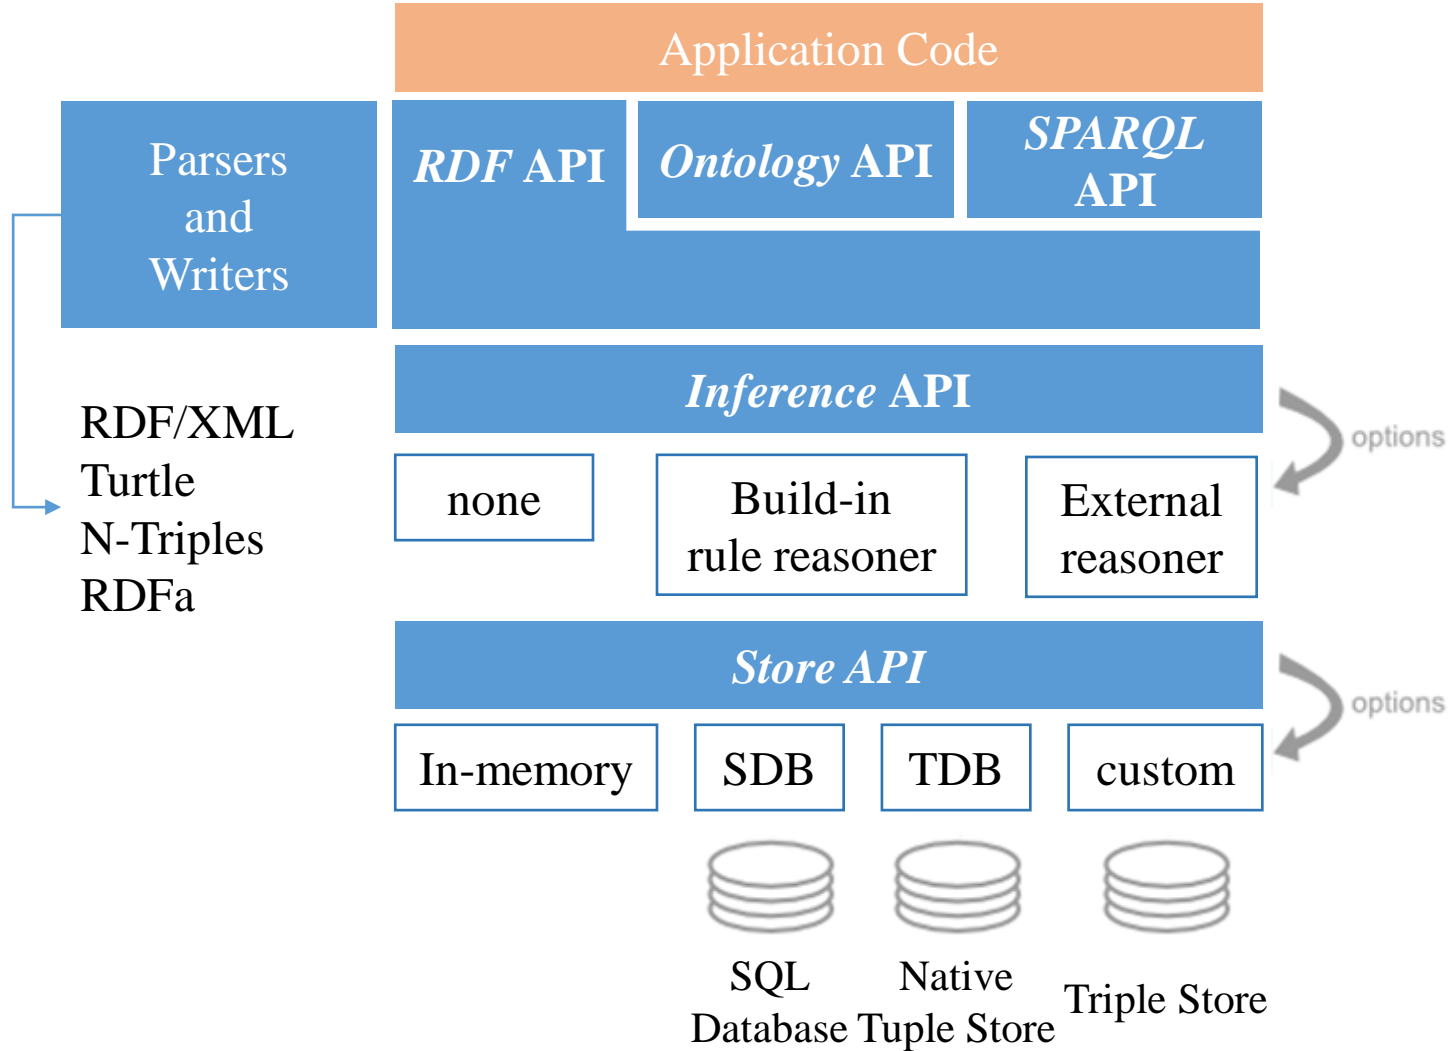 Application Code
Parsers
and
Writers
RDF API
Ontology API
SPARQL
API
Inference API
options
RDF/XML
Turtle
N-Triples
RDFa
none
Build-in
rule reasoner
External
reasoner
Store API
options
In-memory
SDB
TDB
custom
SQL
Database
Native
Tuple Store
Triple Store